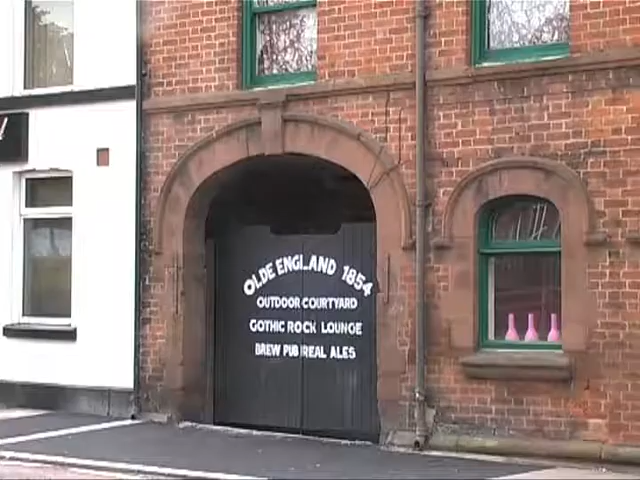 OLDE ENGLAND 1854
OUTDOOR COURTYARD
GOTHIC ROCK LOUNGE
BREW PUB REAL ALES